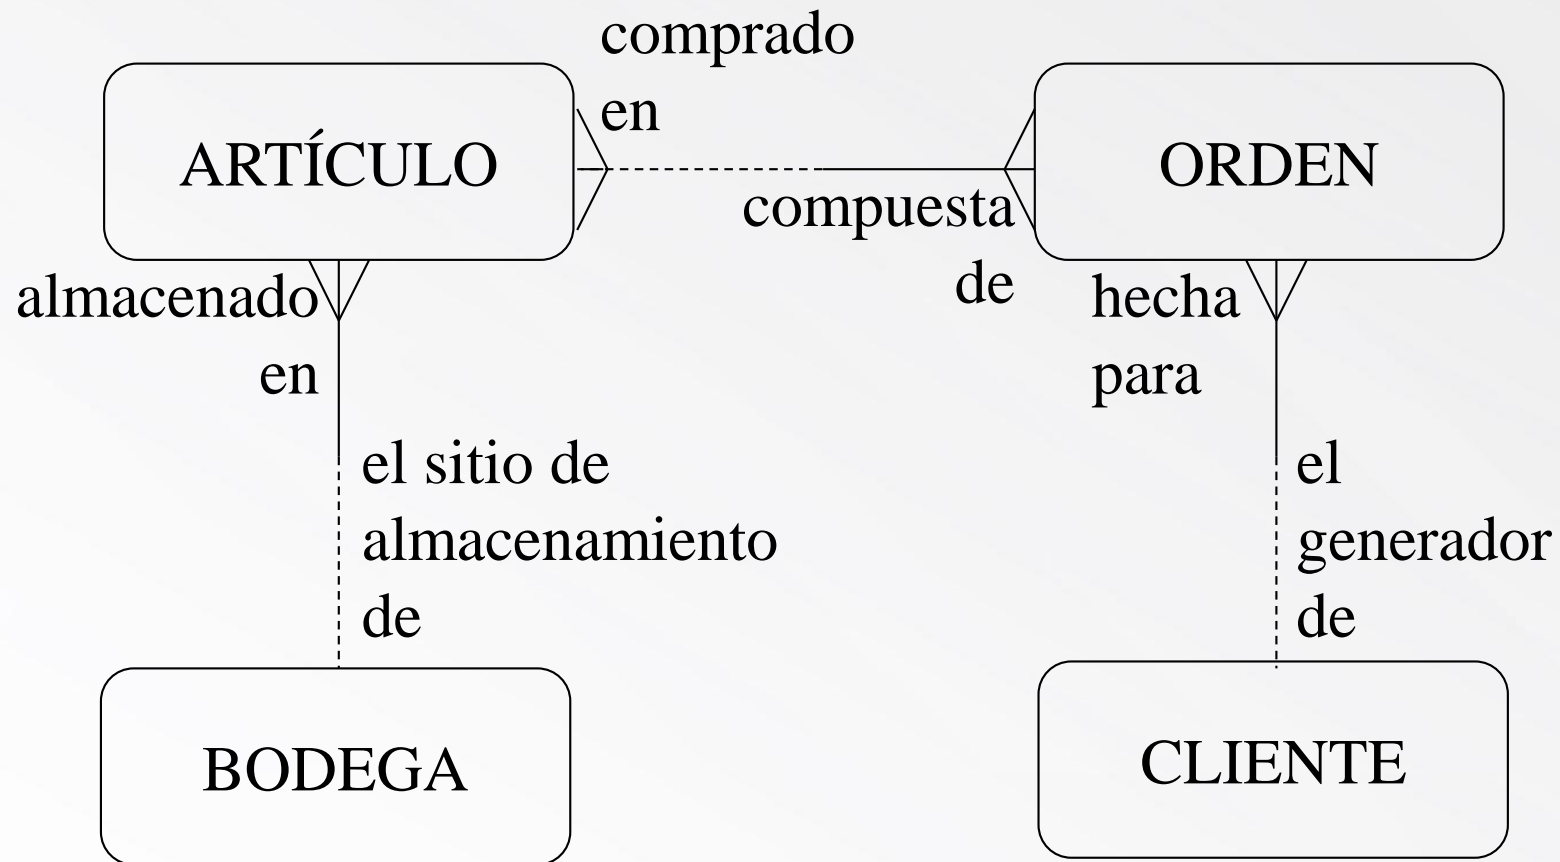 comprado
en
ARTÍCULO
ORDEN
compuesta
de
almacenado
en
hecha
para
el sitio de
almacenamiento
de
el
generador
de
BODEGA
CLIENTE